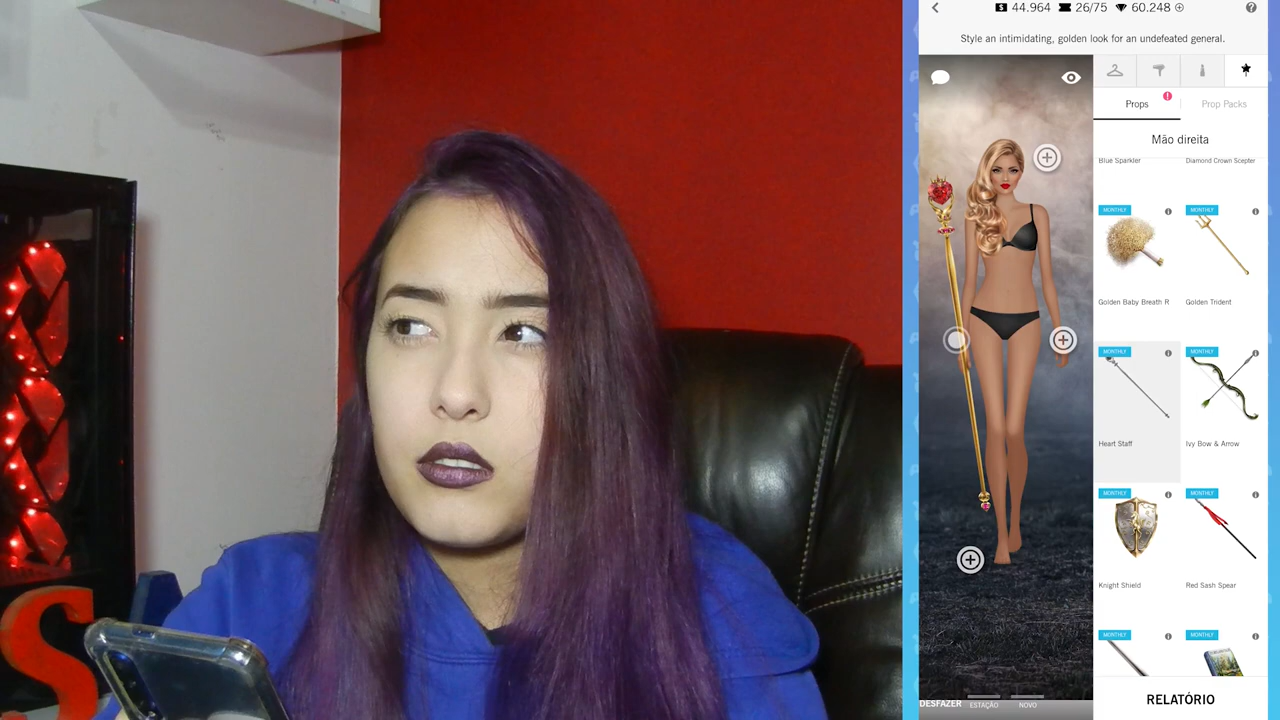 44.964 26/75 60.248
Style an intimidating, golden look for an undefeated general.
Props
Prop Packs
Mão direita
Blue Sparkler
Diamond Crown Scepter
MONTHLY
MONTHLY
Golden Baby Breath R
Golden Trident
MONTHLY
MONTHLY
Heart Staff
Ivy Bow & Arrow
MONTHLY
MONTHLY
Knight Shield
Red Sash Spear
MONTHLY
MONTHLY
DESFAZER
ESTAÇÃO
NOVO
RELATÓRIO
S